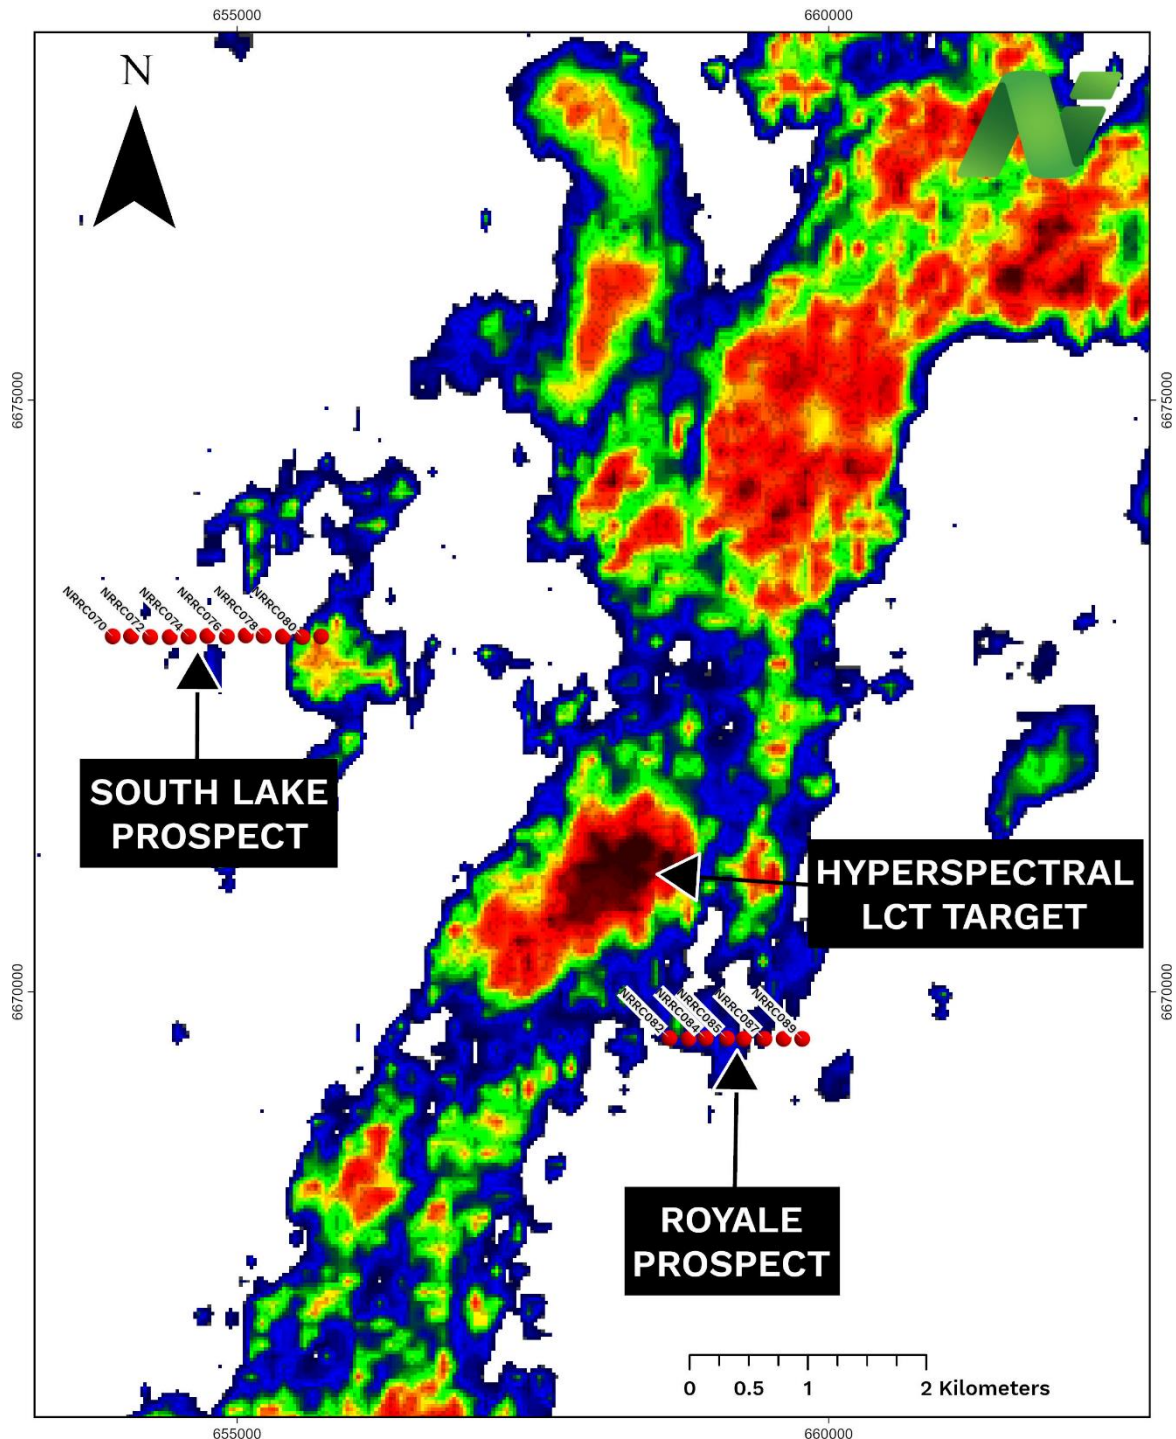 655000
660000
N
6675000
6675000
NRRC070
NRRC072
NRRC074
NRRC076
NRRC078
NRRC080
SOUTH LAKE
PROSPECT
HYPERSPECTRAL
LCT TARGET
6670000
6670000
NRRC082
NRRC084
NRRC085
NRRC087
NRRC089
ROYALE
PROSPECT
0 0.5 1 2 Kilometers
655000
660000